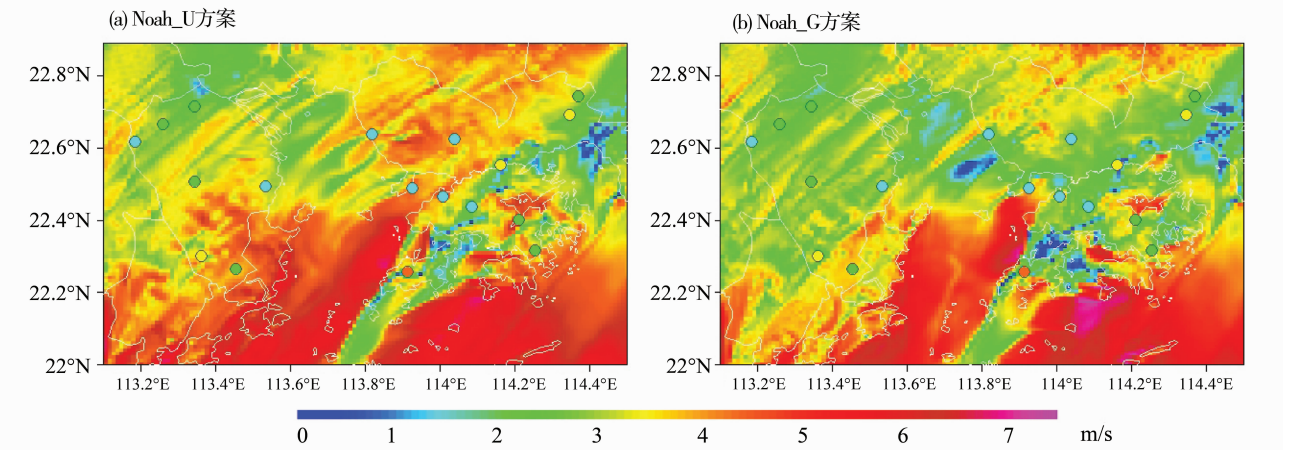 (a) Noah_U方案
(b) Noah_G方案
22.8°N
22.6°N
22.4°N
22.2°N
22°N
113.2°E 113.4°E 113.6°E 113.8°E 114°E 114.2°E 114.4°E
22.8°N
22.6°N
22.4°N
22.2°N
22°N
113.2°E 113.4°E 113.6°E 113.8°E 114°E 114.2°E 114.4°E
0 1 2 3 4 5 6 7 m/s